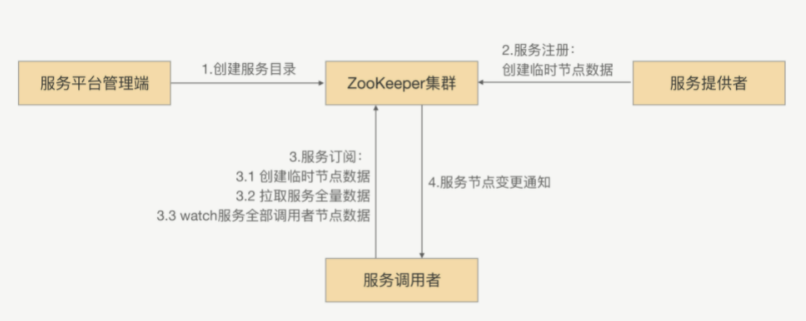 2.服务注册：
1.创建服务目录
创建临时节点数据
服务平台管理端
ZooKeeper集群
服务提供者
3.服务订阅：
3.1 创建临时节点数据
3.2 拉取服务全量数据
3.3 watch服务全部调用者节点数据
4.服务节点变更通知
服务调用者